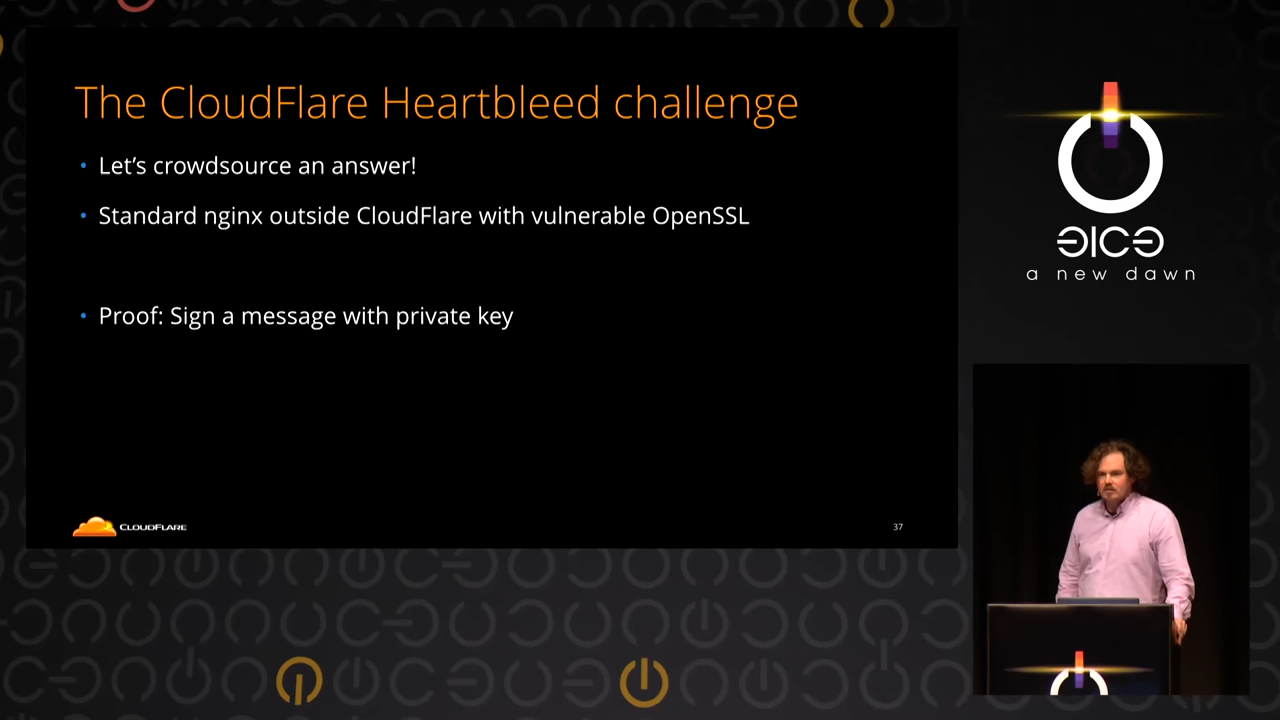 The CloudFlare Heartbleed challenge
• Let’s crowdsource an answer!
• Standard nginx outside CloudFlare with vulnerable OpenSSL
• Proof: Sign a message with private key
CLOUDFLARE
37
a new dawn